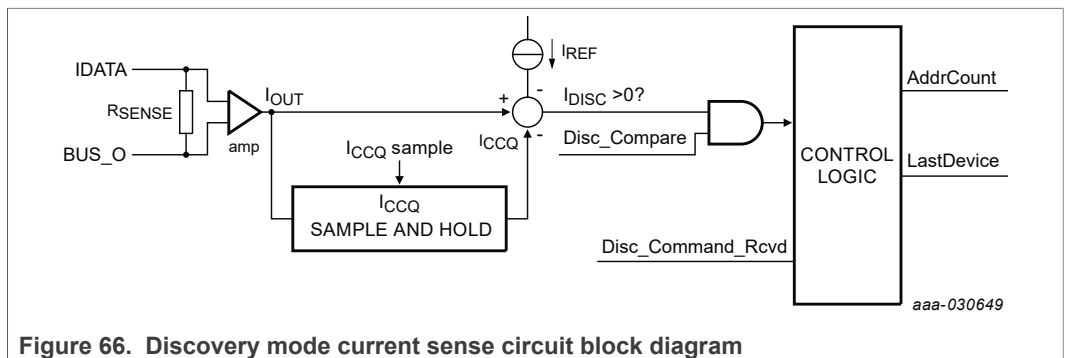 IDATA
RSENSE
BUS_O
amp
IOUT
ICCQ sample
ICCQ
SAMPLE AND HOLD
IREF
+
-
-
ICCQ
IDISC >0?
Disc_Compare
Disc_Command_Rcvd
CONTROL
LOGIC
AddrCount
LastDevice
aaa-030649
Figure 66. Discovery mode current sense circuit block diagram